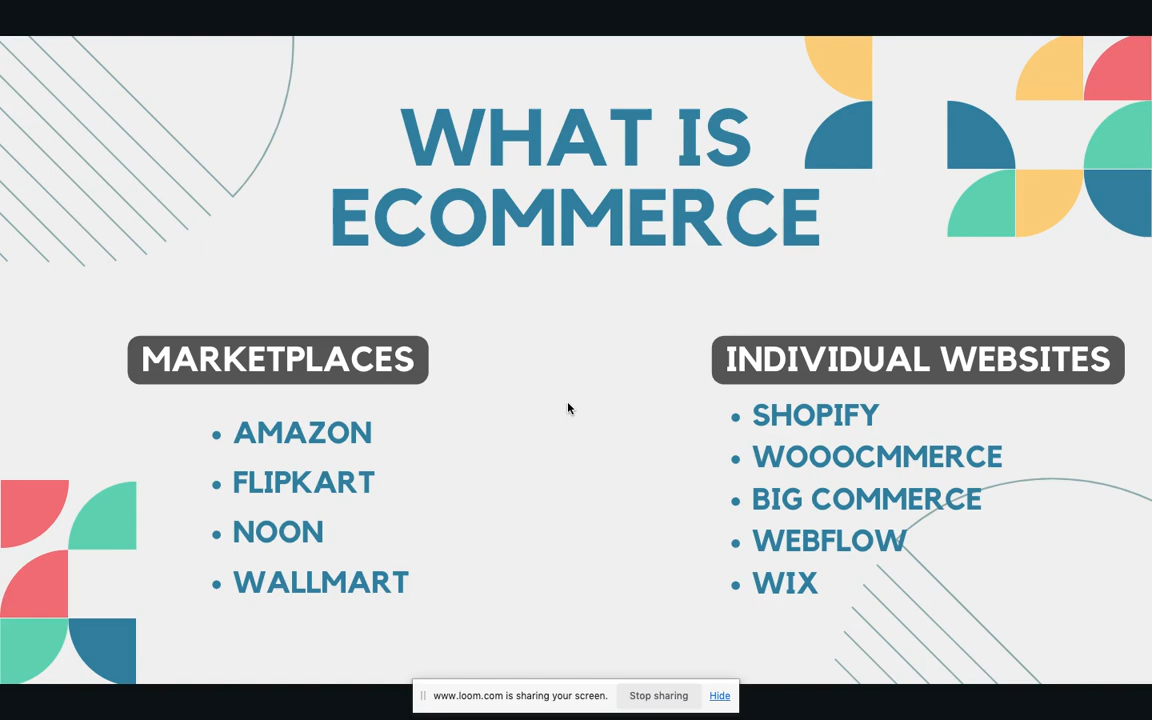 WHAT IS
ECOMMERCE
MARKETPLACES
• AMAZON
• FLIPKART
• NOON
• WALLMART
INDIVIDUAL WEBSITES
• SHOPIFY
• WOOOCMMERCE
• BIG COMMERCE
• WEBFLOW
• WIX
www.loom.com is sharing your screen. Stop sharing Hide